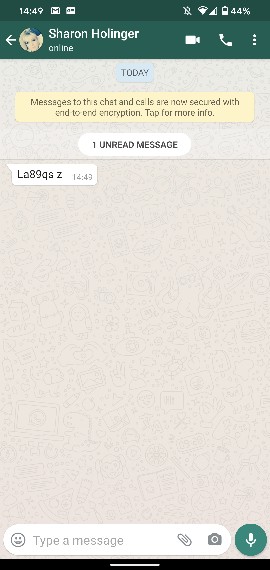 14:49 44%
Sharon Holinger
online
TODAY
Messages to this chat and calls are now secured with
end-to-end encryption. Tap for more info.
1 UNREAD MESSAGE
La89qs z 14:49
Type a message